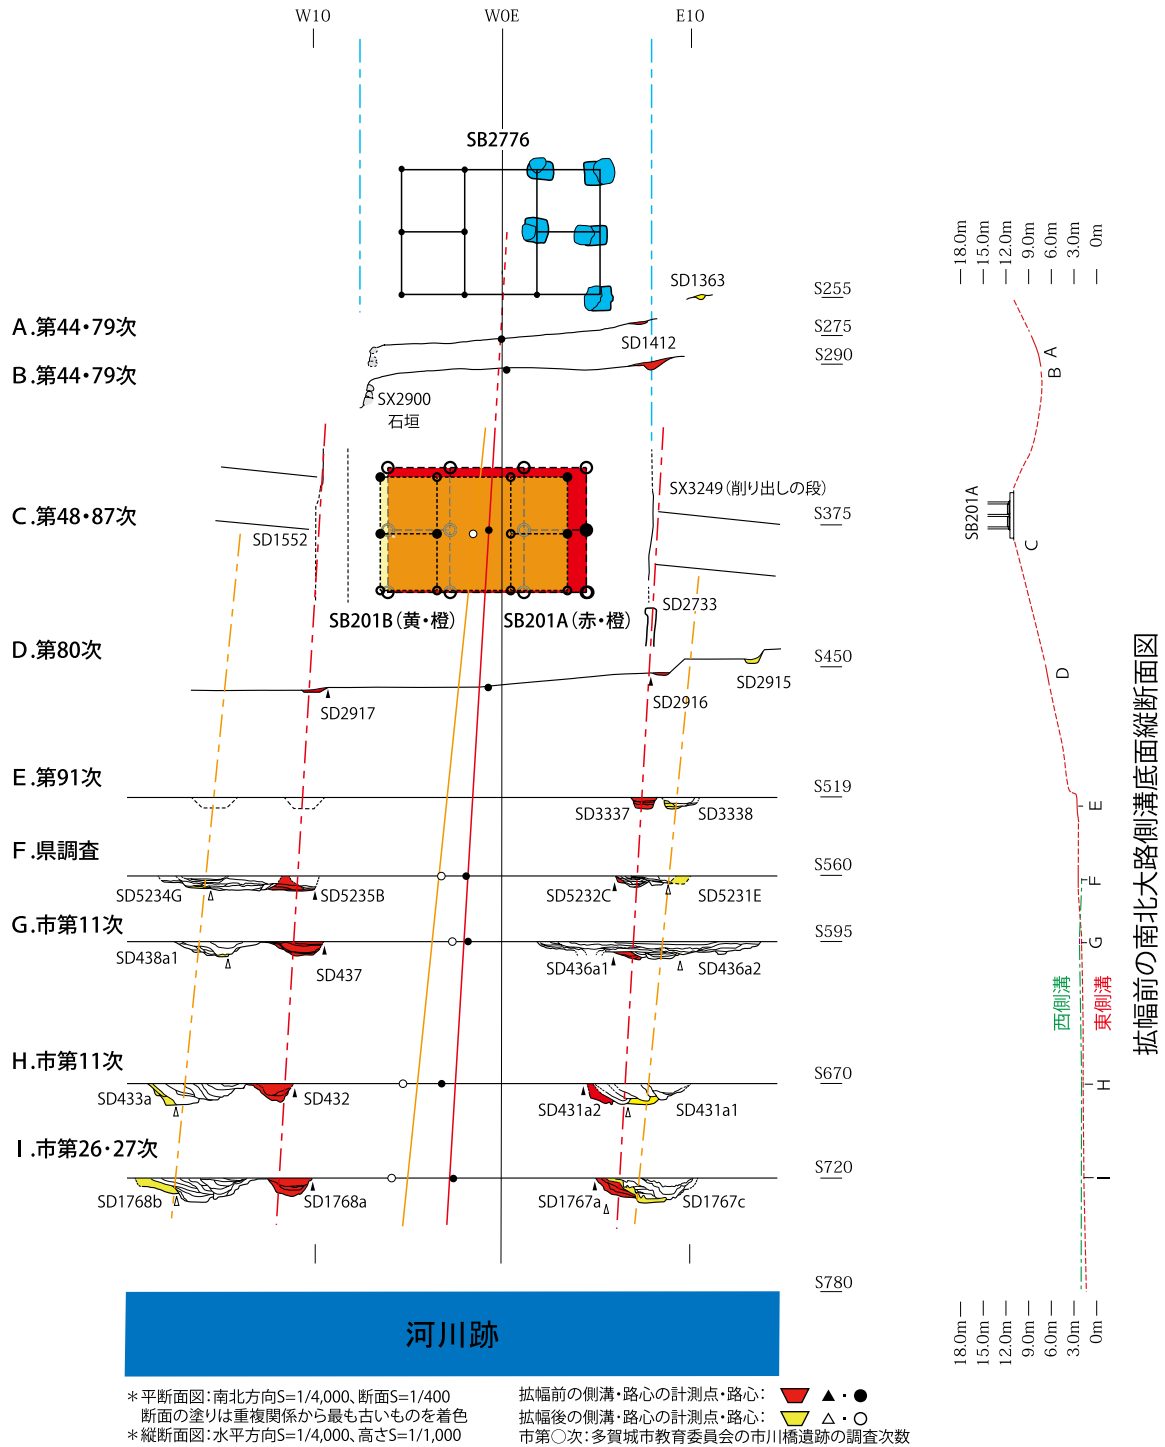 W10 W0E E10
SB2776
SD1363
S255
A.第44・79次
S275
SD1412
S290
B.第44・79次
SX2900
石垣
SX3249（削り出しの段）
C.第48・87次
S375
SD1552
SD2733
SB201B（黄・橙）
SB201A（赤・橙）
D.第80次
S450
SD2915
SD2917
SD2916
E.第91次
S519
SD3337
SD3338
F.県調査
S560
SD5234G
SD5235B
SD5232C
SD5231E
G.市第11次
S595
SD438a1
SD437
SD436a1
SD436a2
H.市第11次
S670
SD433a
SD432
SD431a2
SD431a1
I.市第26・27次
S720
SD1768b
SD1768a
SD1767a
SD1767c
S780
河川跡
＊平断面図：南北方向S=1/4,000、断面S=1/400
断面の塗りは重複関係から最も古いものを着色
＊縦断面図：水平方向S=1/4,000、高さS=1/1,000
拡幅前の側溝・路心の計測点・路心： ▲・●
拡幅後の側溝・路心の計測点・路心： △・○
市第○次：多賀城市教育委員会の市川橋遺跡の調査次数
18.0m
15.0m
12.0m
9.0m
6.0m
3.0m
0m
A
B
SB201A
C
D
E
F
G
西側溝
東側溝
H
I
18.0m
15.0m
12.0m
9.0m
6.0m
3.0m
0m
拡幅前の南北大路側溝底面縦断面図